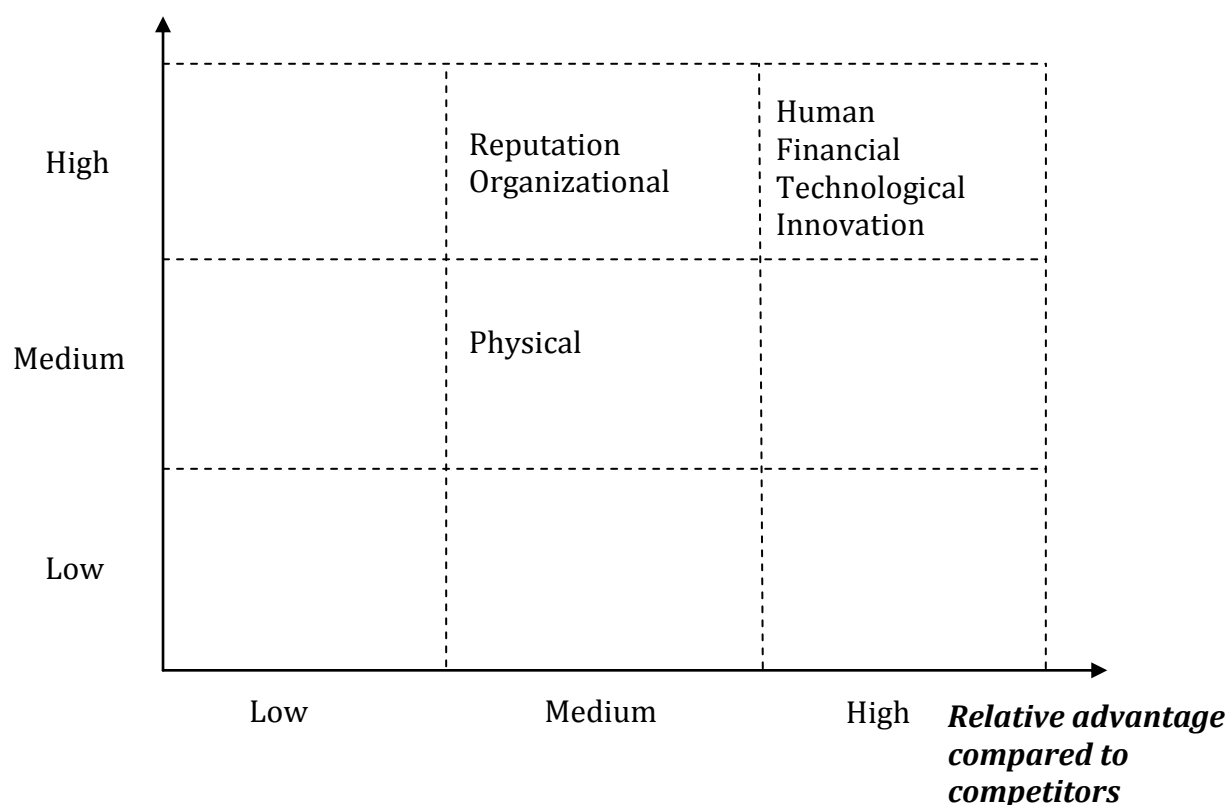 High
Reputation
Organizational
Human
Financial
Technological
Innovation
Medium
Physical
Low
Low
Medium
High
Relative advantage
compared to
competitors